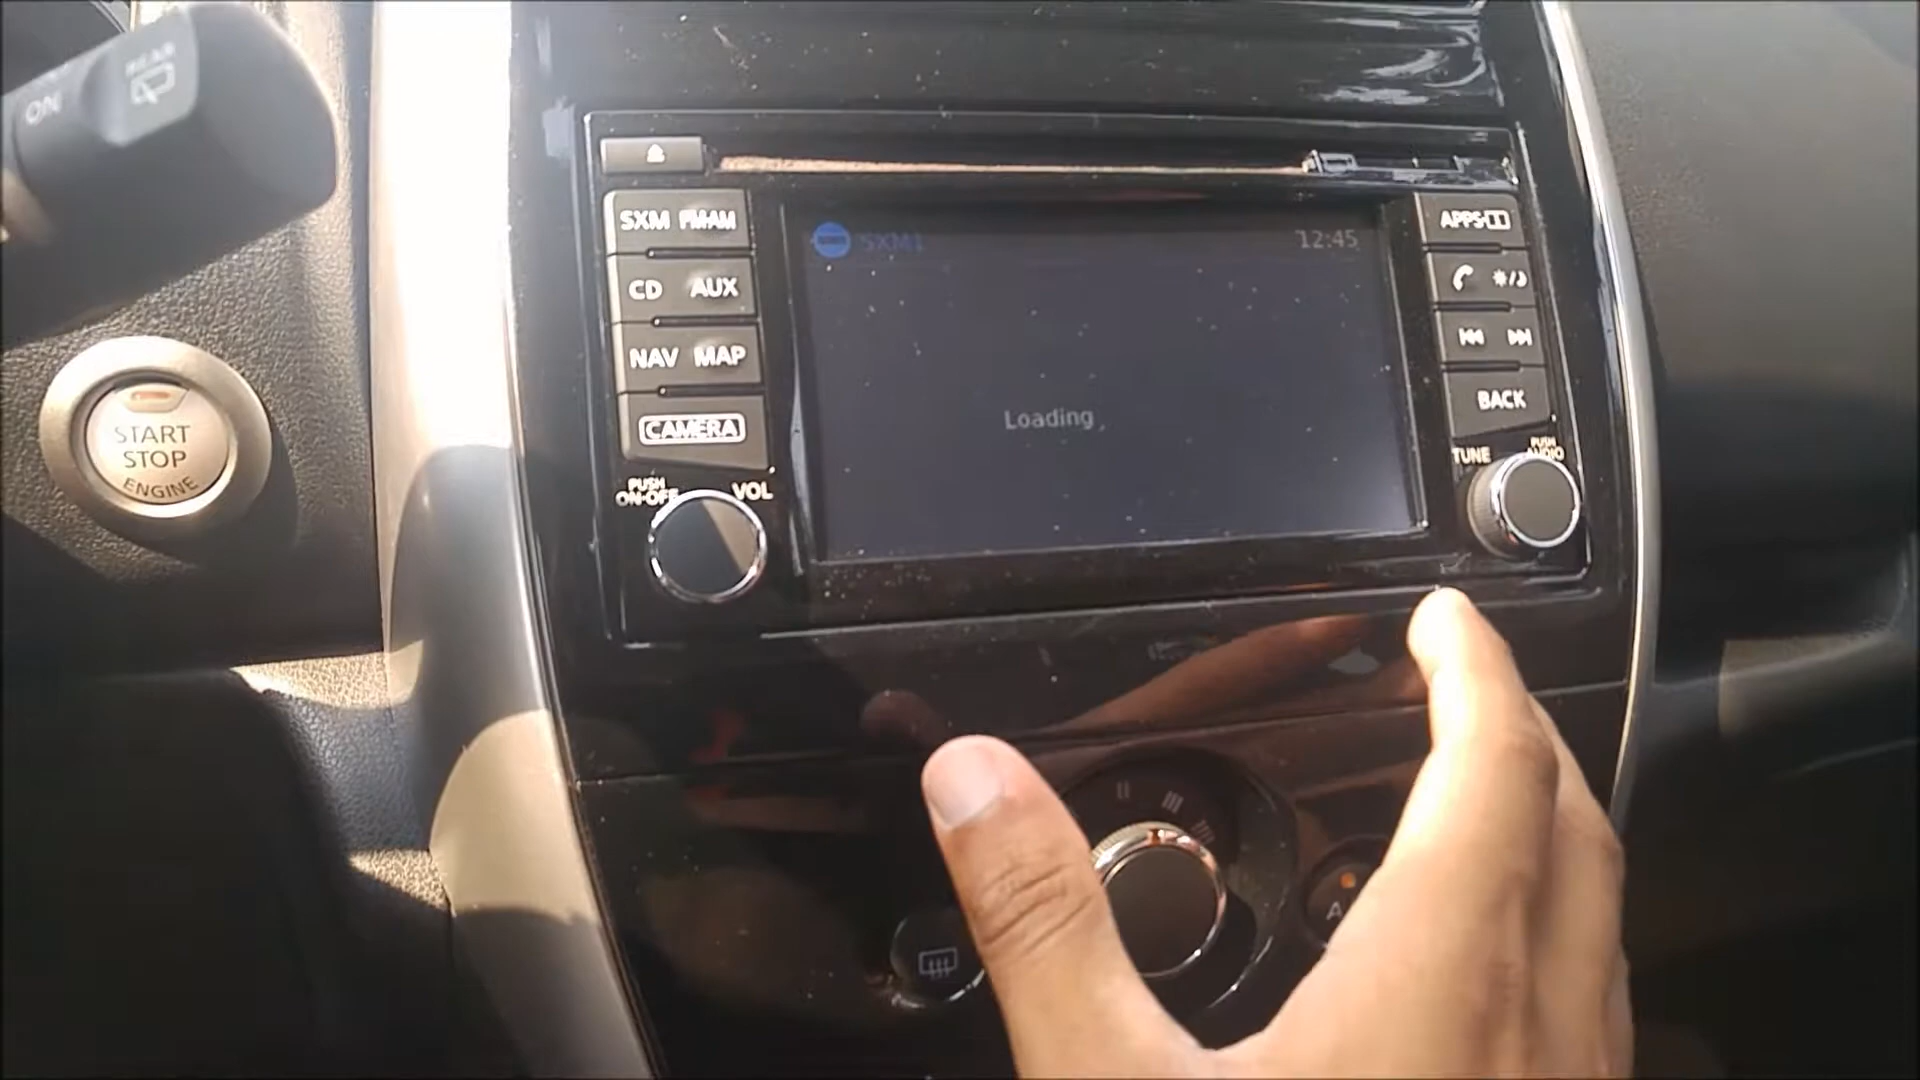 REAR
ON
START
STOP
ENGINE
SXM FM·AM
CD AUX
NAV MAP
CAMERA
PUSH
ON·OFF
VOL
SXM1
12:45
Loading
APPS
BACK
TUNE
PUSH
AUDIO
A